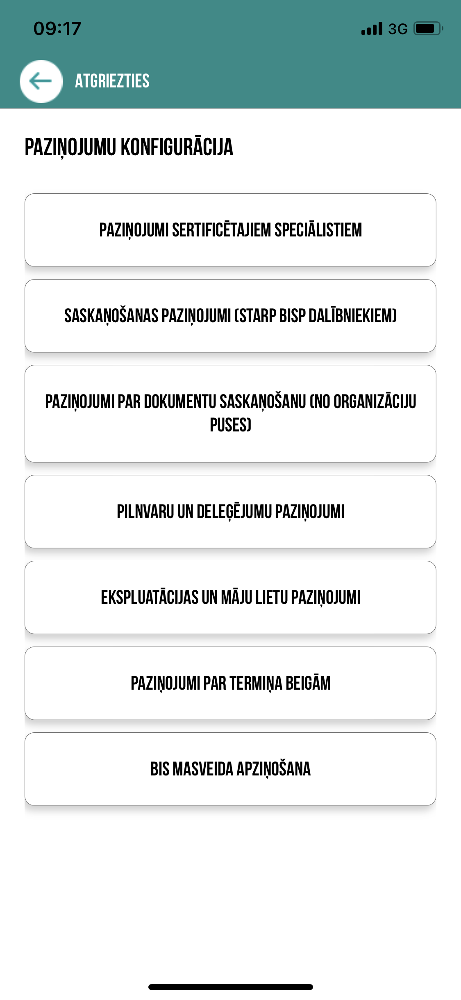 09:17
3G
ATGRIEZTIES
PAZIŅOJUMU KONFIGURĀCIJA
PAZIŅOJUMI SERTIFICĒTAJIEM SPECIĀLISTIEM
SASKAŅOŠANAS PAZIŅOJUMI (STARP BISP DALĪBNIEKIEM)
PAZIŅOJUMI PAR DOKUMENTU SASKAŅOŠANU (NO ORGANIZĀCIJU
PUSES)
PILNVARU UN DELEĢĒJUMU PAZIŅOJUMI
EKSPLUATĀCIJAS UN MĀJU LIETU PAZIŅOJUMI
PAZIŅOJUMI PAR TERMIŅA BEIGĀM
BIS MASVEIDA APZIŅOŠANA